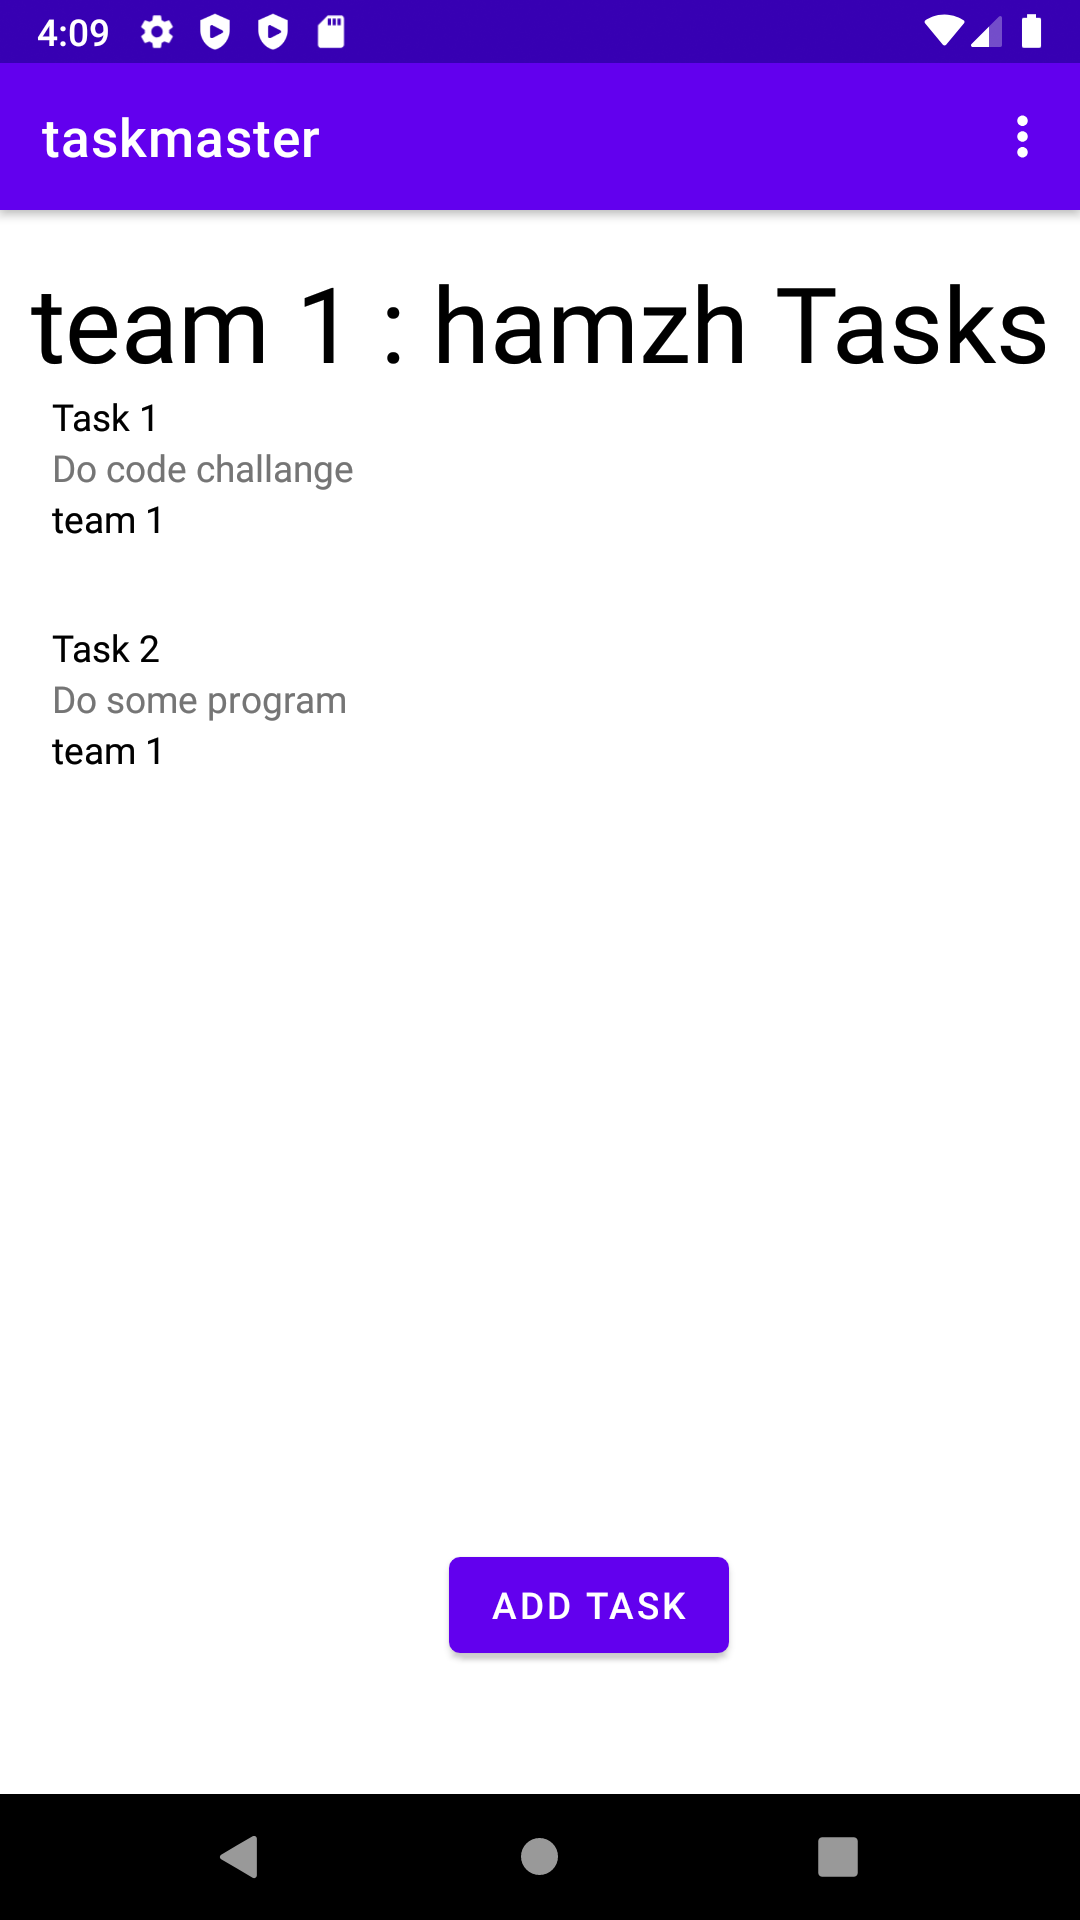 4:09
taskmaster
team 1 : hamzh Tasks
Task 1
Do code challange
team 1
Task 2
Do some program
team 1
ADD TASK